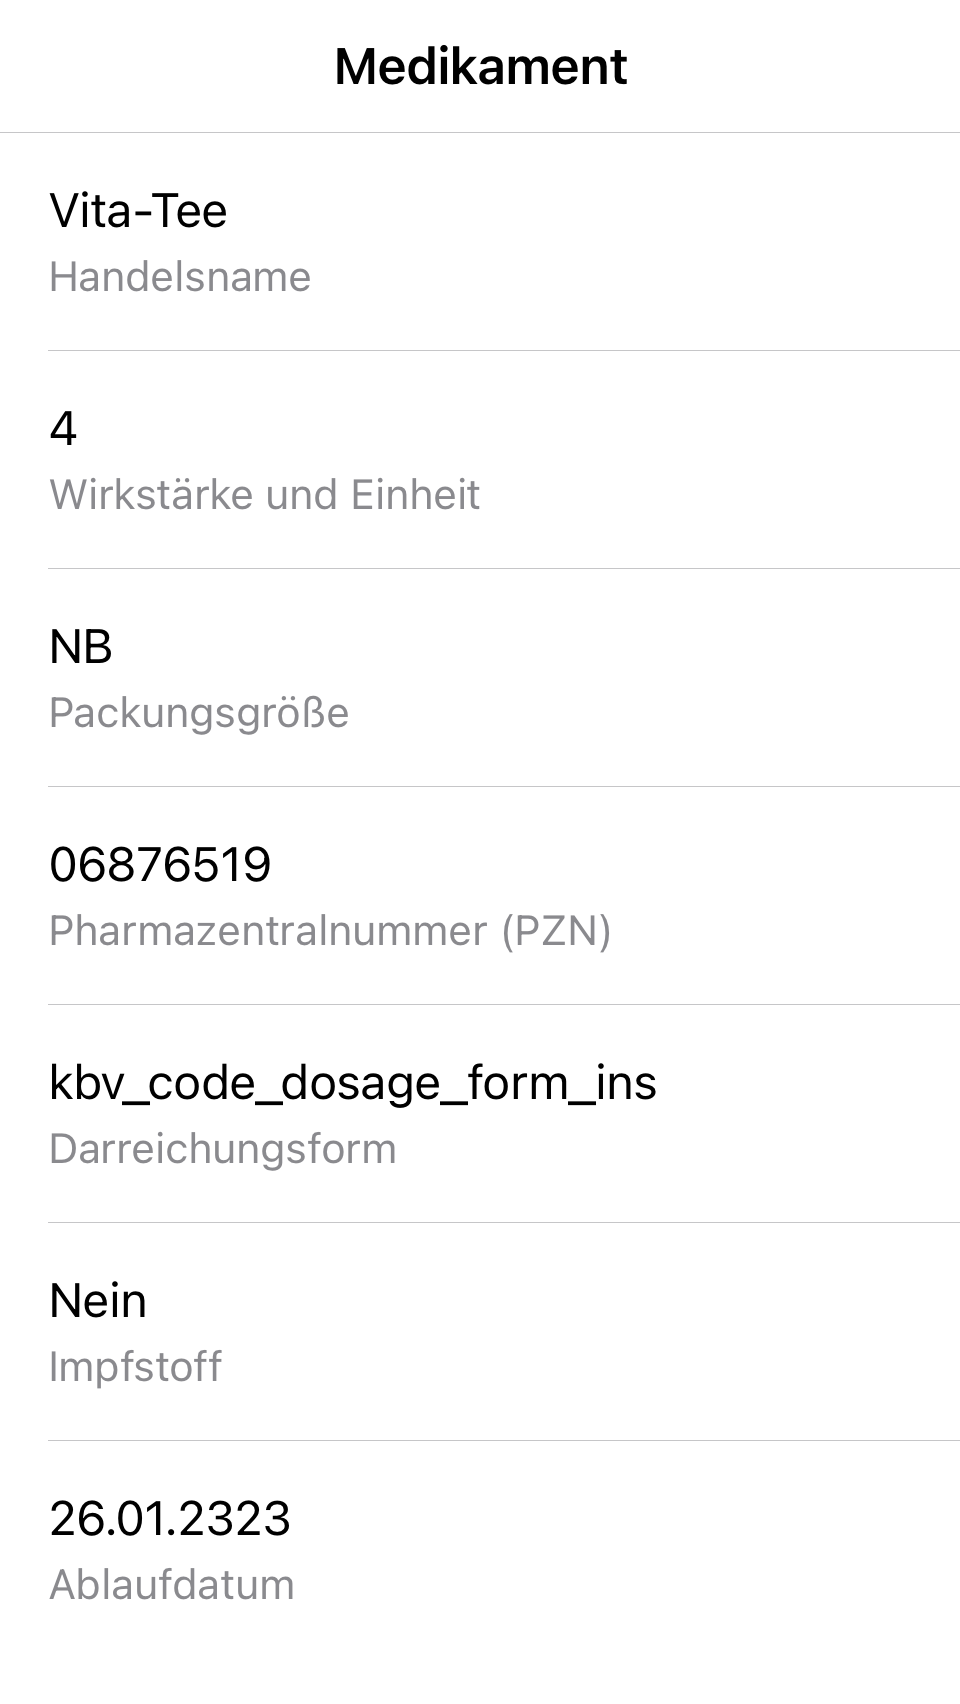 Medikament
Vita-Tee
Handelsname
4
Wirkstärke und Einheit
NB
Packungsgröße
06876519
Pharmazentralnummer (PZN)
kbv_code_dosage_form_ins
Darreichungsform
Nein
Impfstoff
26.01.2323
Ablaufdatum